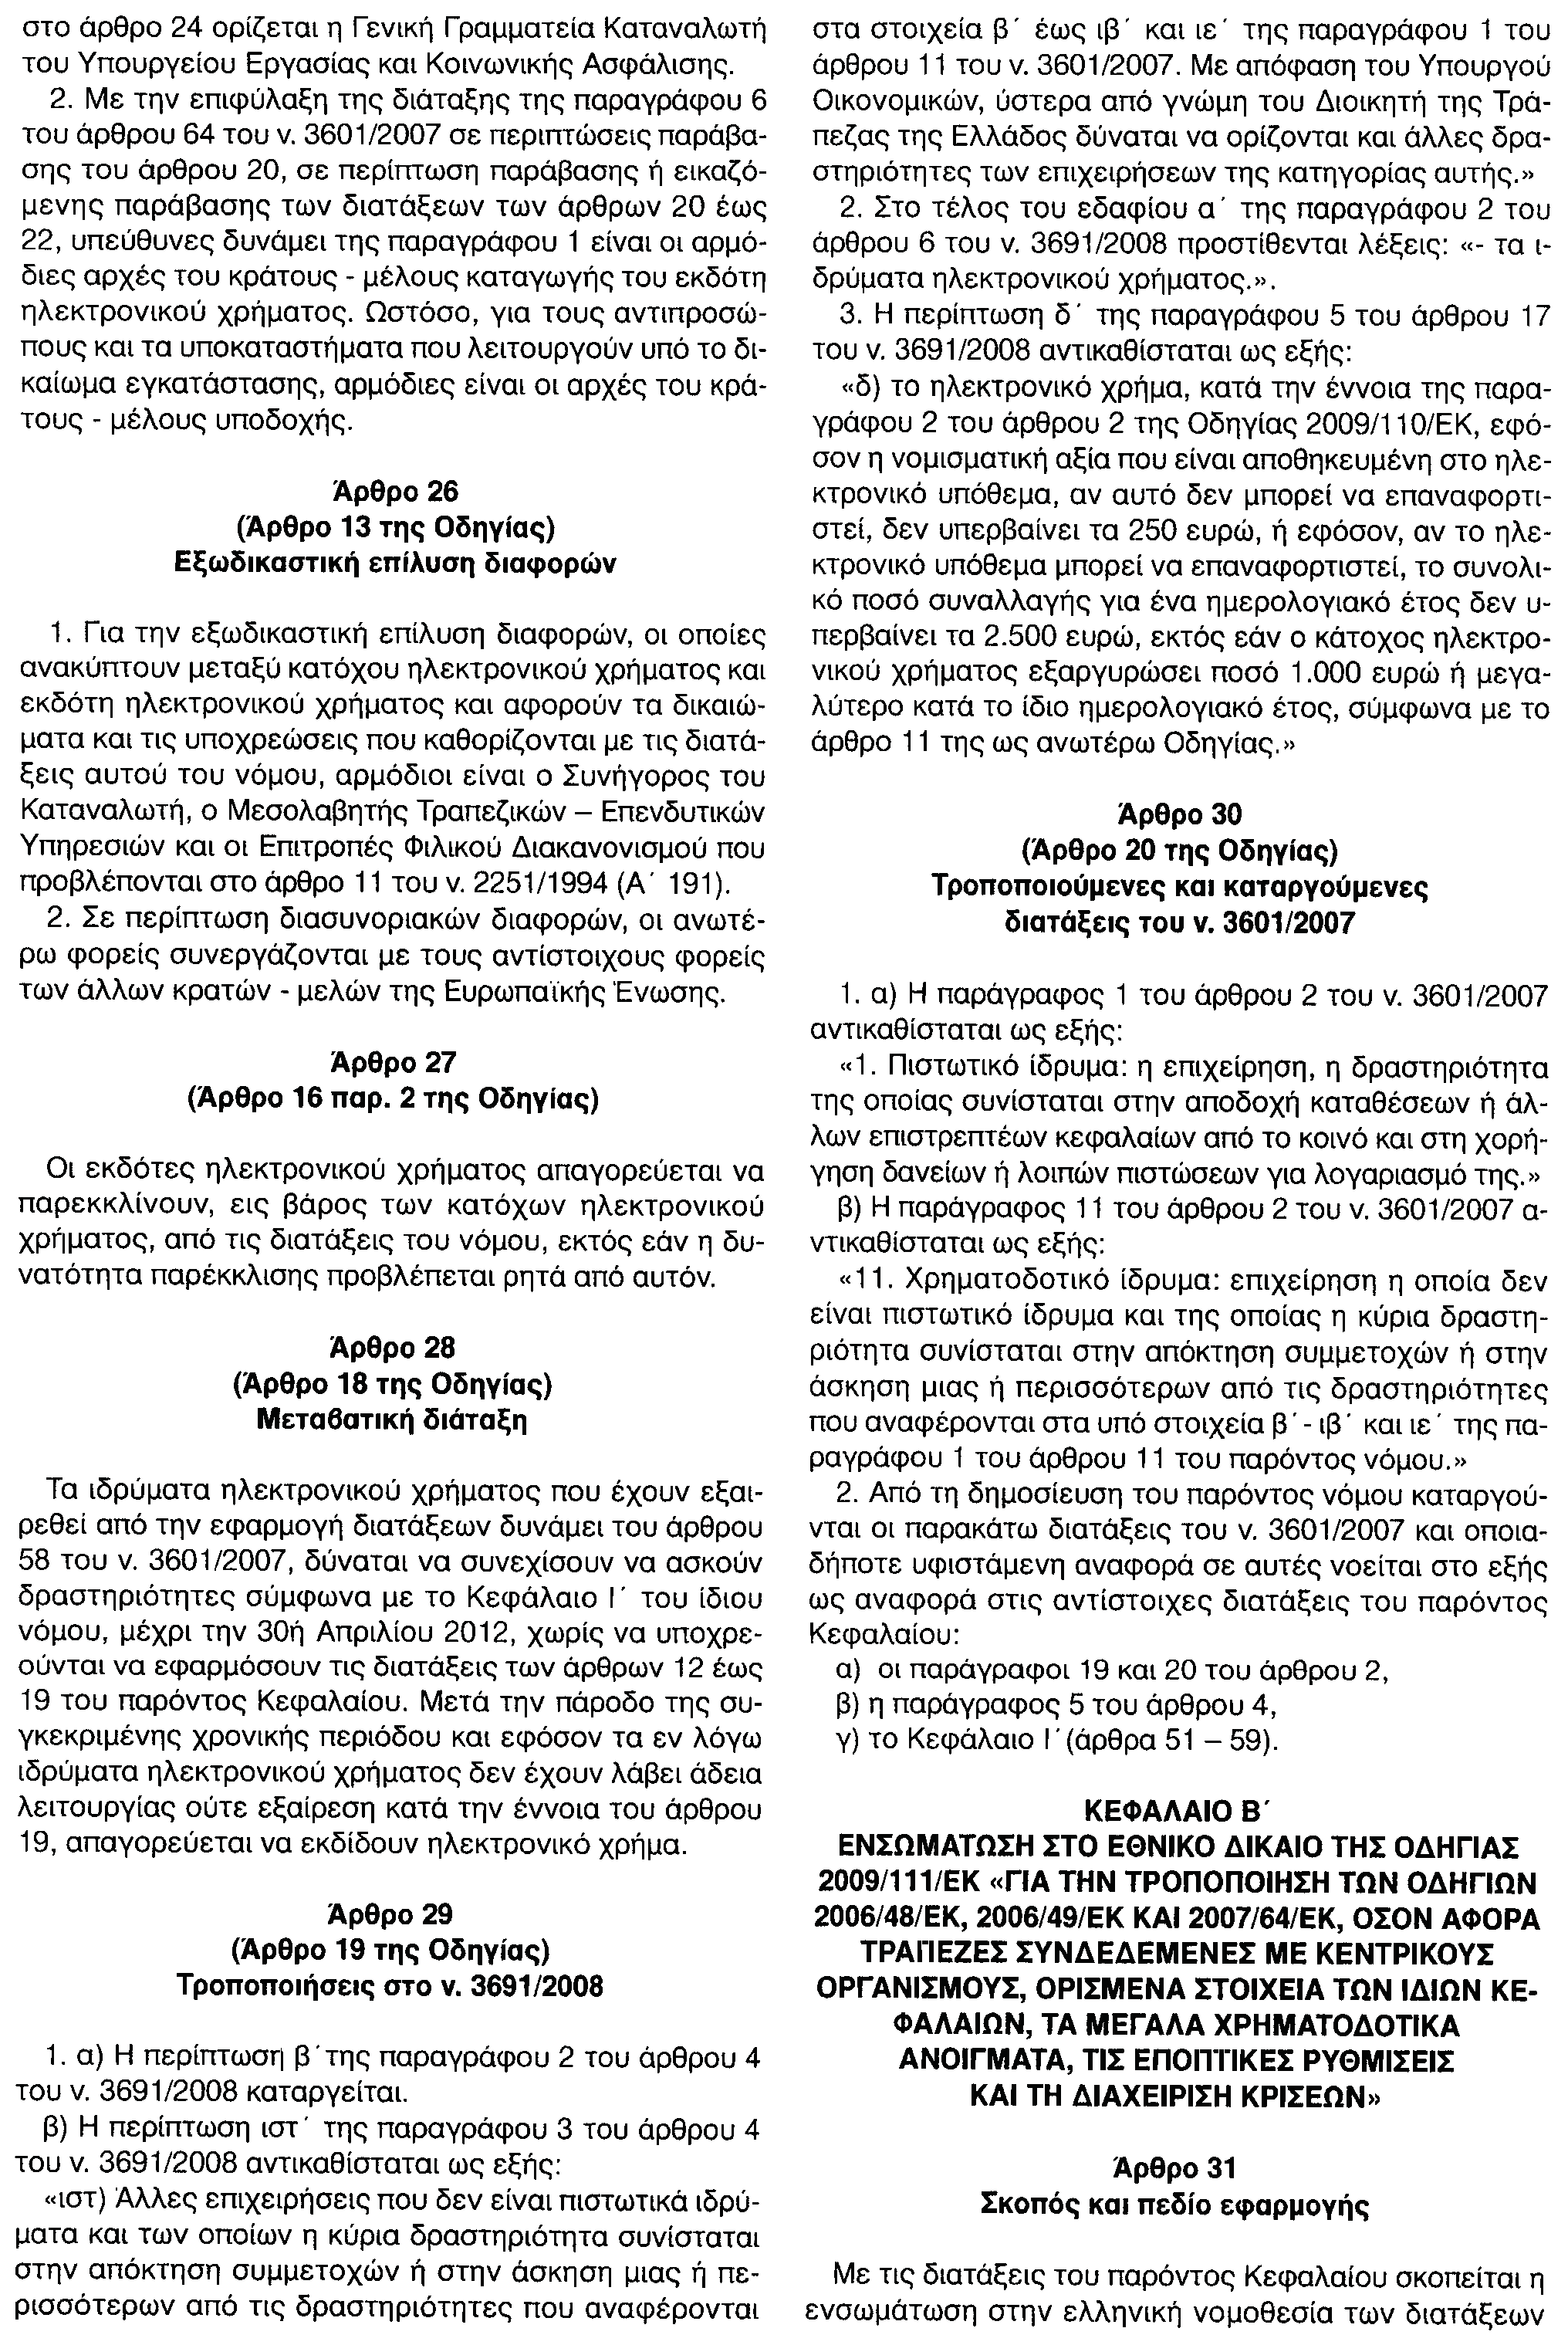 στο άρθρο 24 ορίζεται η Γενική Γραμματεία Καταναλωτή
του Υπουργείου Εργασίας και Κοινωνικής Ασφάλισης.
2. Με την επιφύλαξη της διάταξης της παραγράφου 6
του άρθρου 64 του ν. 3601/2007 σε περιπτώσεις παράβα-
σης του άρθρου 20, σε περίπτωση παράβασης ή εικαζό-
μενης παράβασης των διατάξεων των άρθρων 20 έως
22, υπεύθυνες δυνάμει της παραγράφου 1 είναι οι αρμό-
διες αρχές του κράτους - μέλους καταγωγής του εκδότη
ηλεκτρονικού χρήματος. Ωστόσο, για τους αντιπροσώ-
πους και τα υποκαταστήματα που λειτουργούν υπό το δι-
καίωμα εγκατάστασης, αρμόδιες είναι οι αρχές του κρά-
τους - μέλους υποδοχής.
Άρθρο 26
(Άρθρο 13 της Οδηγίας)
Εξωδικαστική επίλυση διαφορών
1. Για την εξωδικαστική επίλυση διαφορών, οι οποίες
ανακύπτουν μεταξύ κατόχου ηλεκτρονικού χρήματος και
εκδότη ηλεκτρονικού χρήματος και αφορούν τα δικαιώ-
ματα και τις υποχρεώσεις που καθορίζονται με τις διατά-
ξεις αυτού του νόμου, αρμόδιοι είναι ο Συνήγορος του
Καταναλωτή, ο Μεσολαβητής Τραπεζικών – Επενδυτικών
Υπηρεσιών και οι Επιτροπές Φιλικού Διακανονισμού που
προβλέπονται στο άρθρο 11 του ν. 2251/1994 (Α΄ 191).
2. Σε περίπτωση διασυνοριακών διαφορών, οι ανωτέ-
ρω φορείς συνεργάζονται με τους αντίστοιχους φορείς
των άλλων κρατών - μελών της Ευρωπαϊκής Ένωσης.
Άρθρο 27
(Άρθρο 16 παρ. 2 της Οδηγίας)
Οι εκδότες ηλεκτρονικού χρήματος απαγορεύεται να
παρεκκλίνουν, εις βάρος των κατόχων ηλεκτρονικού
χρήματος, από τις διατάξεις του νόμου, εκτός εάν η δυ-
νατότητα παρέκκλισης προβλέπεται ρητά από αυτόν.
Άρθρο 28
(Άρθρο 18 της Οδηγίας)
Μεταβατική διάταξη
Τα ιδρύματα ηλεκτρονικού χρήματος που έχουν εξαι-
ρεθεί από την εφαρμογή διατάξεων δυνάμει του άρθρου
58 του ν. 3601/2007, δύναται να συνεχίσουν να ασκούν
δραστηριότητες σύμφωνα με το Κεφάλαιο Ι΄ του ίδιου
νόμου, μέχρι την 30ή Απριλίου 2012, χωρίς να υποχρε-
ούνται να εφαρμόσουν τις διατάξεις των άρθρων 12 έως
19 του παρόντος Κεφαλαίου. Μετά την πάροδο της συ-
γκεκριμένης χρονικής περιόδου και εφόσον τα εν λόγω
ιδρύματα ηλεκτρονικού χρήματος δεν έχουν λάβει άδεια
λειτουργίας ούτε εξαίρεση κατά την έννοια του άρθρου
19, απαγορεύεται να εκδίδουν ηλεκτρονικό χρήμα.
Άρθρο 29
(Άρθρο 19 της Οδηγίας)
Τροποποιήσεις στο ν. 3691/2008
1. α) Η περίπτωση β΄της παραγράφου 2 του άρθρου 4
του ν. 3691/2008 καταργείται.
β) Η περίπτωση ιστ΄ της παραγράφου 3 του άρθρου 4
του ν. 3691/2008 αντικαθίσταται ως εξής:
«ιστ) Άλλες επιχειρήσεις που δεν είναι πιστωτικά ιδρύ-
ματα και των οποίων η κύρια δραστηριότητα συνίσταται
στην απόκτηση συμμετοχών ή στην άσκηση μιας ή πε-
ρισσότερων από τις δραστηριότητες που αναφέρονται
στα στοιχεία β΄ έως ιβ΄ και ιε΄ της παραγράφου 1 του
άρθρου 11 του ν. 3601/2007. Με απόφαση του Υπουργού
Οικονομικών, ύστερα από γνώμη του Διοικητή της Τρά-
πεζας της Ελλάδος δύναται να ορίζονται και άλλες δρα-
στηριότητες των επιχειρήσεων της κατηγορίας αυτής.»
2. Στο τέλος του εδαφίου α΄ της παραγράφου 2 του
άρθρου 6 του ν. 3691/2008 προστίθενται λέξεις: «- τα ι-
δρύματα ηλεκτρονικού χρήματος.».
3. Η περίπτωση δ΄ της παραγράφου 5 του άρθρου 17
του ν. 3691/2008 αντικαθίσταται ως εξής:
«δ) το ηλεκτρονικό χρήμα, κατά την έννοια της παρα-
γράφου 2 του άρθρου 2 της Οδηγίας 2009/110/ΕΚ, εφό-
σον η νομισματική αξία που είναι αποθηκευμένη στο ηλε-
κτρονικό υπόθεμα, αν αυτό δεν μπορεί να επαναφορτι-
στεί, δεν υπερβαίνει τα 250 ευρώ, ή εφόσον, αν το ηλε-
κτρονικό υπόθεμα μπορεί να επαναφορτιστεί, το συνολι-
κό ποσό συναλλαγής για ένα ημερολογιακό έτος δεν υ-
περβαίνει τα 2.500 ευρώ, εκτός εάν ο κάτοχος ηλεκτρο-
νικού χρήματος εξαργυρώσει ποσό 1.000 ευρώ ή μεγα-
λύτερο κατά το ίδιο ημερολογιακό έτος, σύμφωνα με το
άρθρο 11 της ως ανωτέρω Οδηγίας.»
Άρθρο 30
(Άρθρο 20 της Οδηγίας)
Τροποποιούμενες και καταργούμενες
διατάξεις του ν. 3601/2007
1. α) Η παράγραφος 1 του άρθρου 2 του ν. 3601/2007
αντικαθίσταται ως εξής:
«1. Πιστωτικό ίδρυμα: η επιχείρηση, η δραστηριότητα
της οποίας συνίσταται στην αποδοχή καταθέσεων ή άλ-
λων επιστρεπτέων κεφαλαίων από το κοινό και στη χορή-
γηση δανείων ή λοιπών πιστώσεων για λογαριασμό της.»
β) Η παράγραφος 11 του άρθρου 2 του ν. 3601/2007 α-
ντικαθίσταται ως εξής:
«11. Χρηματοδοτικό ίδρυμα: επιχείρηση η οποία δεν
είναι πιστωτικό ίδρυμα και της οποίας η κύρια δραστη-
ριότητα συνίσταται στην απόκτηση συμμετοχών ή στην
άσκηση μιας ή περισσότερων από τις δραστηριότητες
που αναφέρονται στα υπό στοιχεία β΄- ιβ΄ και ιε΄ της πα-
ραγράφου 1 του άρθρου 11 του παρόντος νόμου.»
2. Από τη δημοσίευση του παρόντος νόμου καταργού-
νται οι παρακάτω διατάξεις του ν. 3601/2007 και οποια-
δήποτε υφιστάμενη αναφορά σε αυτές νοείται στο εξής
ως αναφορά στις αντίστοιχες διατάξεις του παρόντος
Κεφαλαίου:
α) οι παράγραφοι 19 και 20 του άρθρου 2,
β) η παράγραφος 5 του άρθρου 4,
γ) το Κεφάλαιο Ι΄(άρθρα 51 – 59).
ΚΕΦΑΛΑΙΟ Β΄
ΕΝΣΩΜΑΤΩΣΗ ΣΤΟ ΕΘΝΙΚΟ ΔΙΚΑΙΟ ΤΗΣ ΟΔΗΓΙΑΣ
2009/111/ΕΚ «ΓΙΑ ΤΗΝ ΤΡΟΠΟΠΟΙΗΣΗ ΤΩΝ ΟΔΗΓΙΩΝ
2006/48/ΕΚ, 2006/49/ΕΚ ΚΑΙ 2007/64/ΕΚ, ΟΣΟΝ ΑΦΟΡΑ
ΤΡΑΠΕΖΕΣ ΣΥΝΔΕΔΕΜΕΝΕΣ ΜΕ ΚΕΝΤΡΙΚΟΥΣ
ΟΡΓΑΝΙΣΜΟΥΣ, ΟΡΙΣΜΕΝΑ ΣΤΟΙΧΕΙΑ ΤΩΝ ΙΔΙΩΝ ΚΕ-
ΦΑΛΑΙΩΝ, ΤΑ ΜΕΓΑΛΑ ΧΡΗΜΑΤΟΔΟΤΙΚΑ
ΑΝΟΙΓΜΑΤΑ, ΤΙΣ ΕΠΟΠΤΙΚΕΣ ΡΥΘΜΙΣΕΙΣ
ΚΑΙ ΤΗ ΔΙΑΧΕΙΡΙΣΗ ΚΡΙΣΕΩΝ»
Άρθρο 31
Σκοπός και πεδίο εφαρμογής
Με τις διατάξεις του παρόντος Κεφαλαίου σκοπείται η
ενσωμάτωση στην ελληνική νομοθεσία των διατάξεων